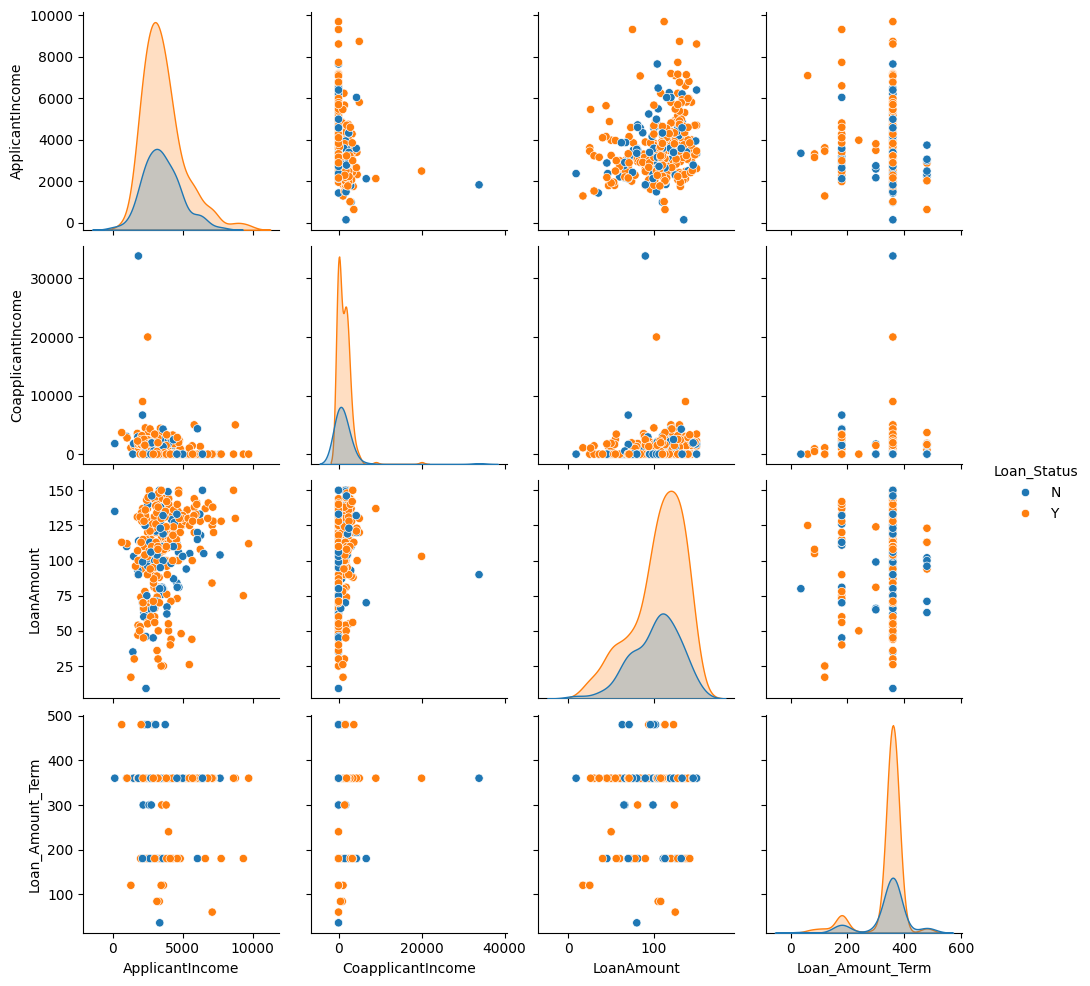 10000
8000
6000
4000
2000
0
ApplicantIncome
30000
20000
10000
0
CoapplicantIncome
Loan_Status
N
Y
150
125
100
75
50
25
LoanAmount
500
400
300
200
100
Loan_Amount_Term
0 5000 10000
0 20000 40000
0 100
0 200 400 600
ApplicantIncome
CoapplicantIncome
LoanAmount
Loan_Amount_Term